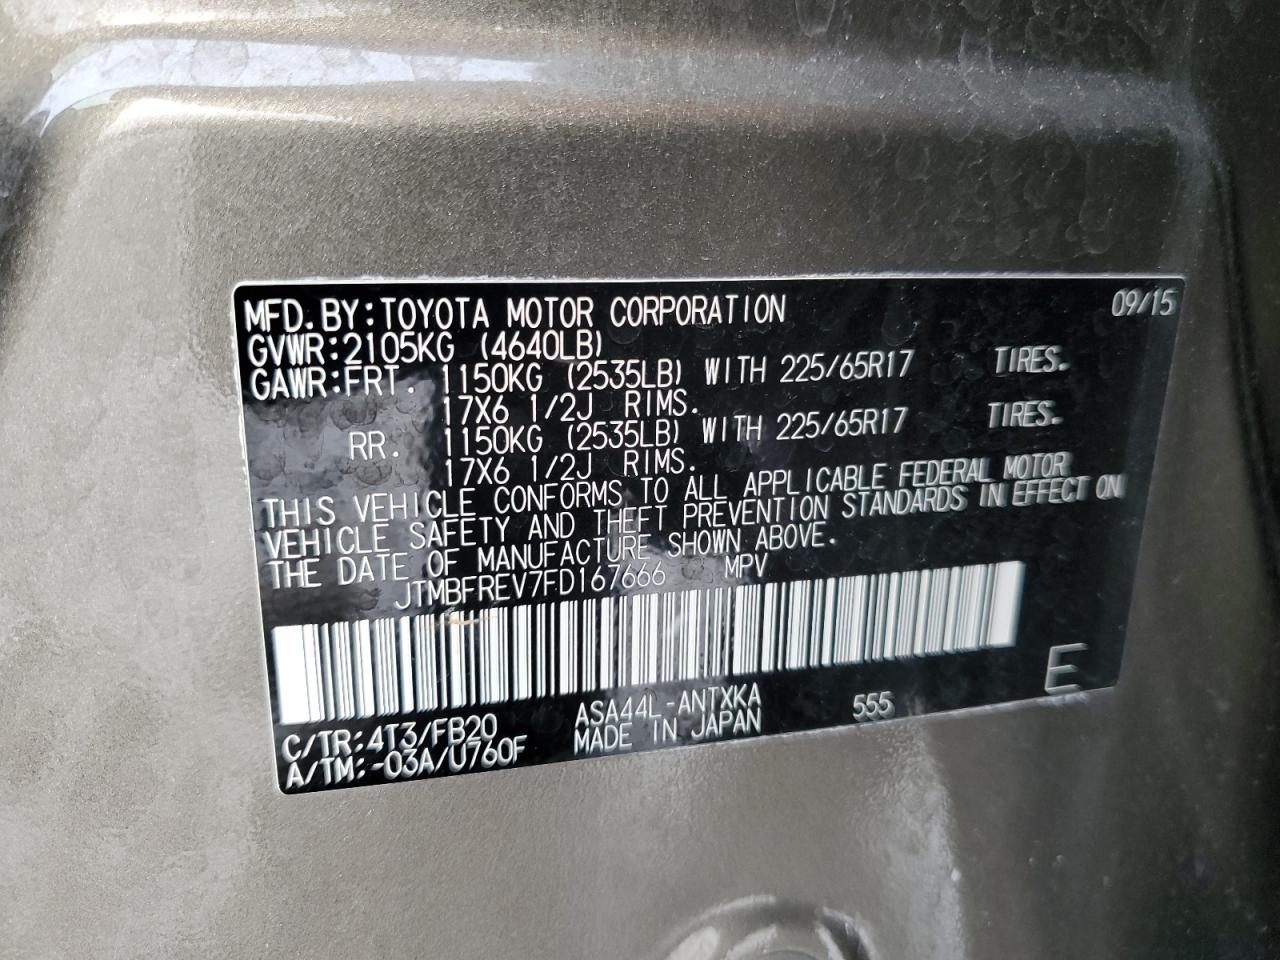 MFD.BY:TOYOTA MOTOR CORPORATION 09/15
GVWR:2105KG (4640LB)
GAWR:FRT. 1150KG (2535LB) WITH 225/65R17 TIRES.
17X6 1/2J RIMS.
RR. 1150KG (2535LB) WITH 225/65R17 TIRES.
17X6 1/2J RIMS.
THIS VEHICLE CONFORMS TO ALL APPLICABLE FEDERAL MOTOR
VEHICLE SAFETY AND THEFT PREVENTION STANDARDS IN EFFECT ON
THE DATE OF MANUFACTURE SHOWN ABOVE.
JTMBFREV7FD167666 MPV
E
C/TR:4T3/FB20 ASA44L-ANTXKA 555
A/TM:-03A/U760F MADE IN JAPAN